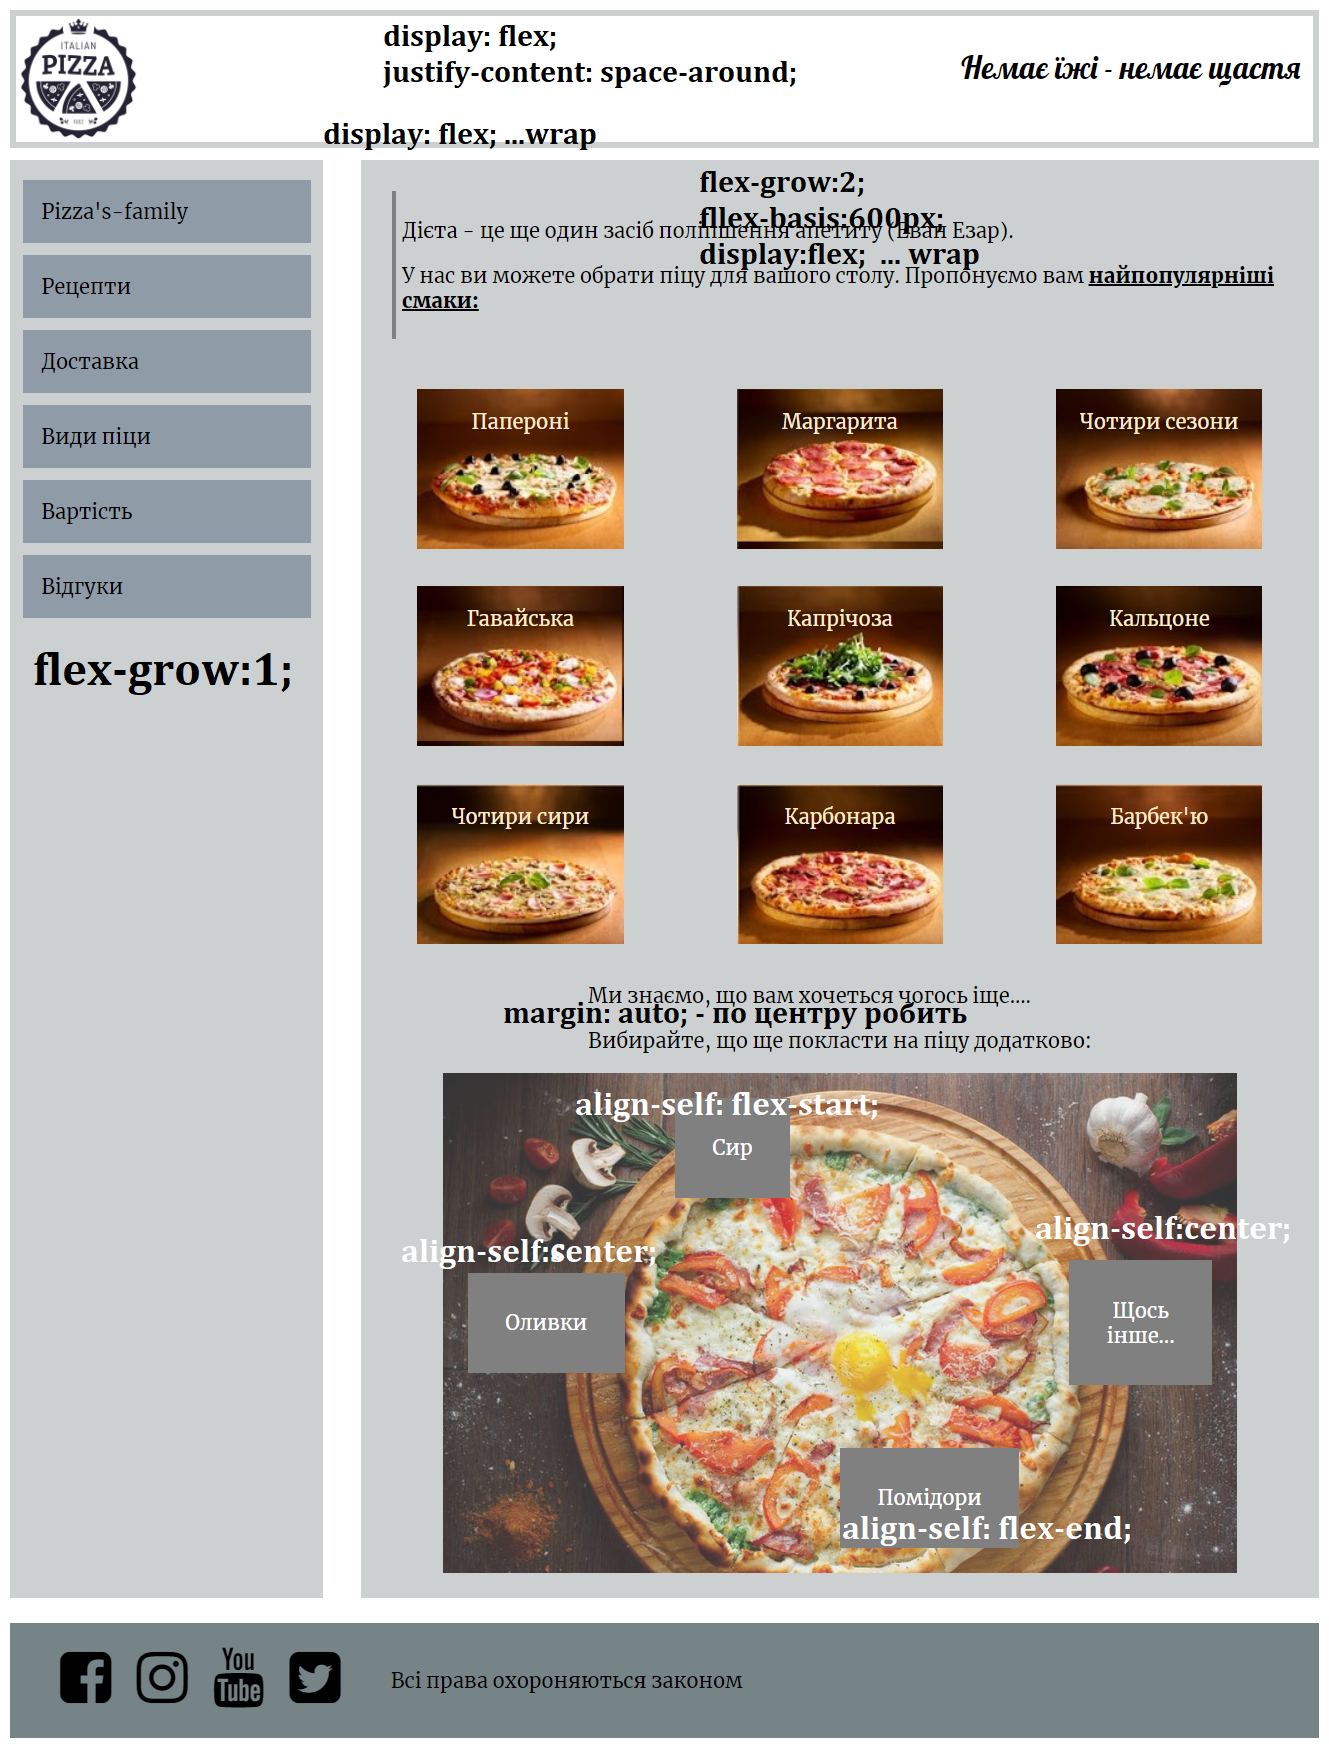 ITALIAN
PIZZA
display: flex;
justify-content: space-around;
Немає їжі - немає щастя
display: flex; ...wrap
Pizza's-family
Рецепти
Доставка
Види піци
Вартість
Відгуки
flex-grow:1;
flex-grow:2;
fllex-basis:600px;
display:flex; ... wrap
Дієта - це ще один засіб поліпшення апетиту (Еван Езар).
У нас ви можете обрати піцу для вашого столу. Пропонуємо вам найпопулярніші
смаки:
Папероні
Маргарита
Чотири сезони
Гавайська
Капрічоза
Кальцоне
Чотири сири
Карбонара
Барбек'ю
Ми знаємо, що вам хочеться чогось іще....
margin: auto; - по центру робить
Вибирайте, що ще покласти на піцу додатково:
align-self: flex-start;
Сир
align-self:center;
align-self:center;
Оливки
Щось
інше...
Помідори
align-self: flex-end;
You
Tube
Всі права охороняються законом